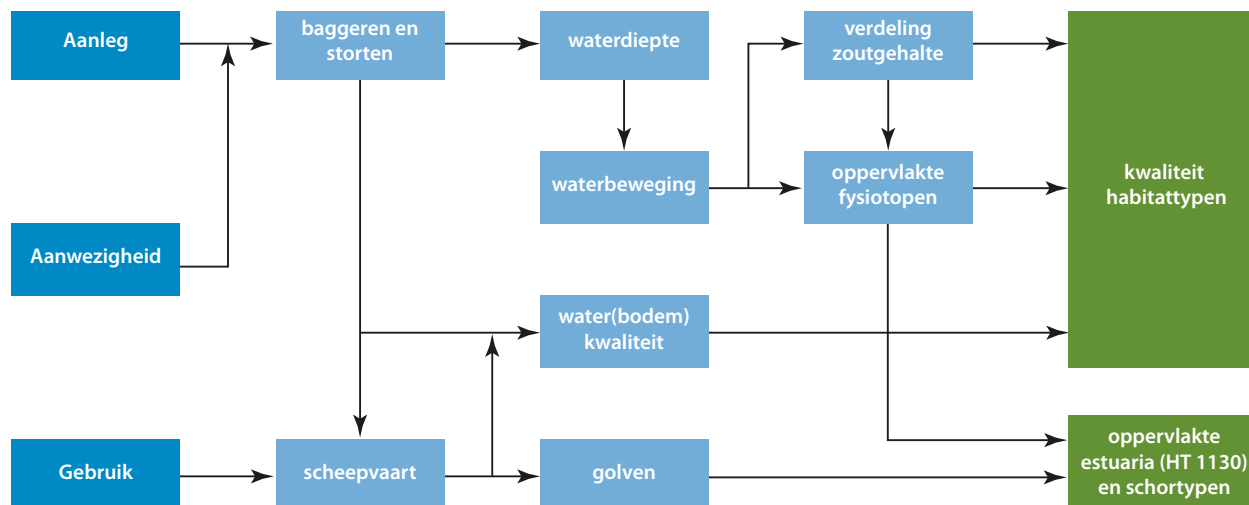 Aanleg
baggeren en
storten
waterdiepte
verdeling
zoutgehalte
waterbeweging
oppervlakte
fysiotopen
kwaliteit
habitattypen
Aanwezigheid
water(bodem)
kwaliteit
Gebruik
scheepvaart
golven
oppervlakte
estuaria (HT 1130)
en schortypen